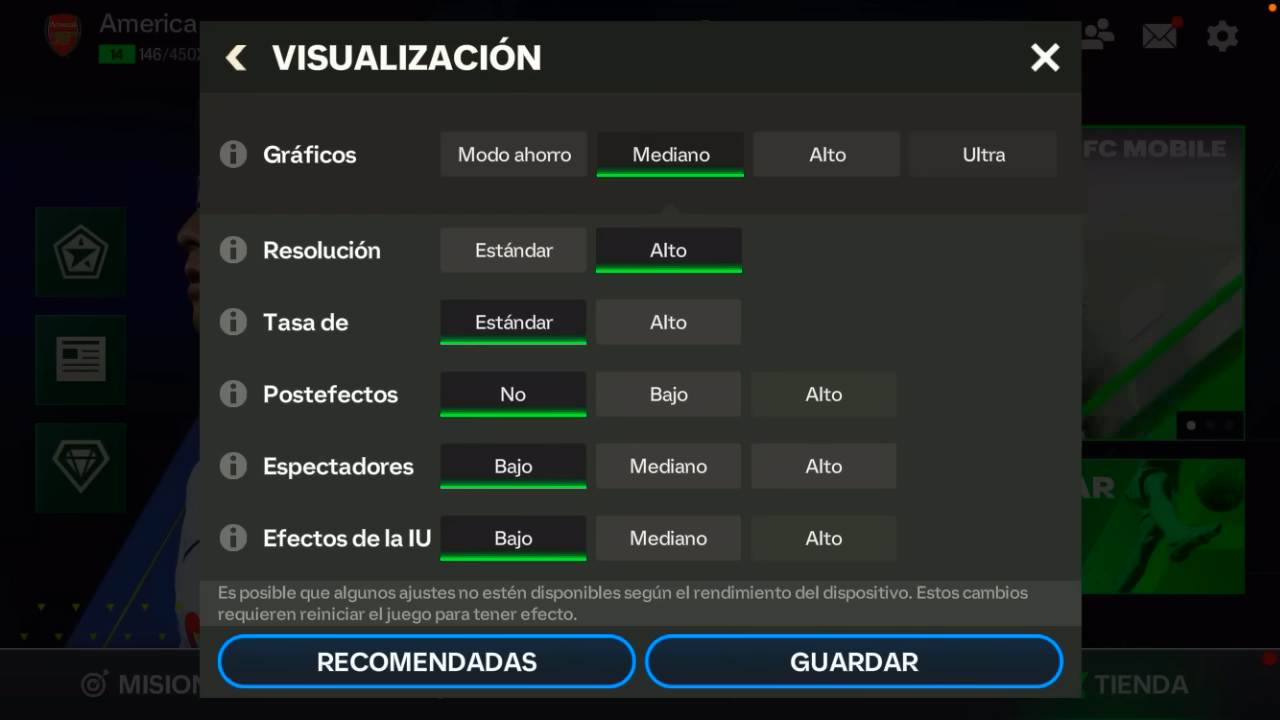 America
14 146/450
VISUALIZACIÓN
FC MOBILE
Gráficos Modo ahorro Mediano Alto Ultra
Resolución Estándar Alto
Tasa de Estándar Alto
Postefectos No Bajo Alto
Espectadores Bajo Mediano Alto
AR
Efectos de la IU Bajo Mediano Alto
Es posible que algunos ajustes no estén disponibles según el rendimiento del dispositivo. Estos cambios
requieren reiniciar el juego para tener efecto.
RECOMENDADAS GUARDAR
MISION TIENDA